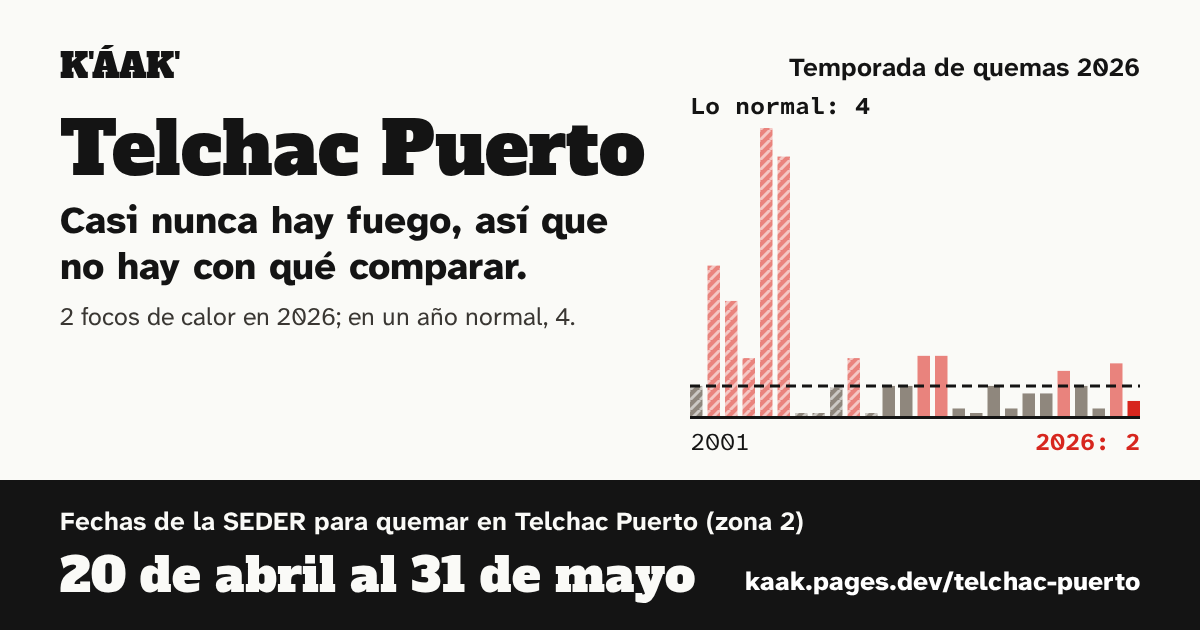 K'ÁAK'
Temporada de quemas 2026
Telchac Puerto
Casi nunca hay fuego, así que
no hay con qué comparar.
2 focos de calor en 2026; en un año normal, 4.
Lo normal: 4
2001
2026: 2
Fechas de la SEDER para quemar en Telchac Puerto (zona 2)
20 de abril al 31 de mayo
kaak.pages.dev/telchac-puerto